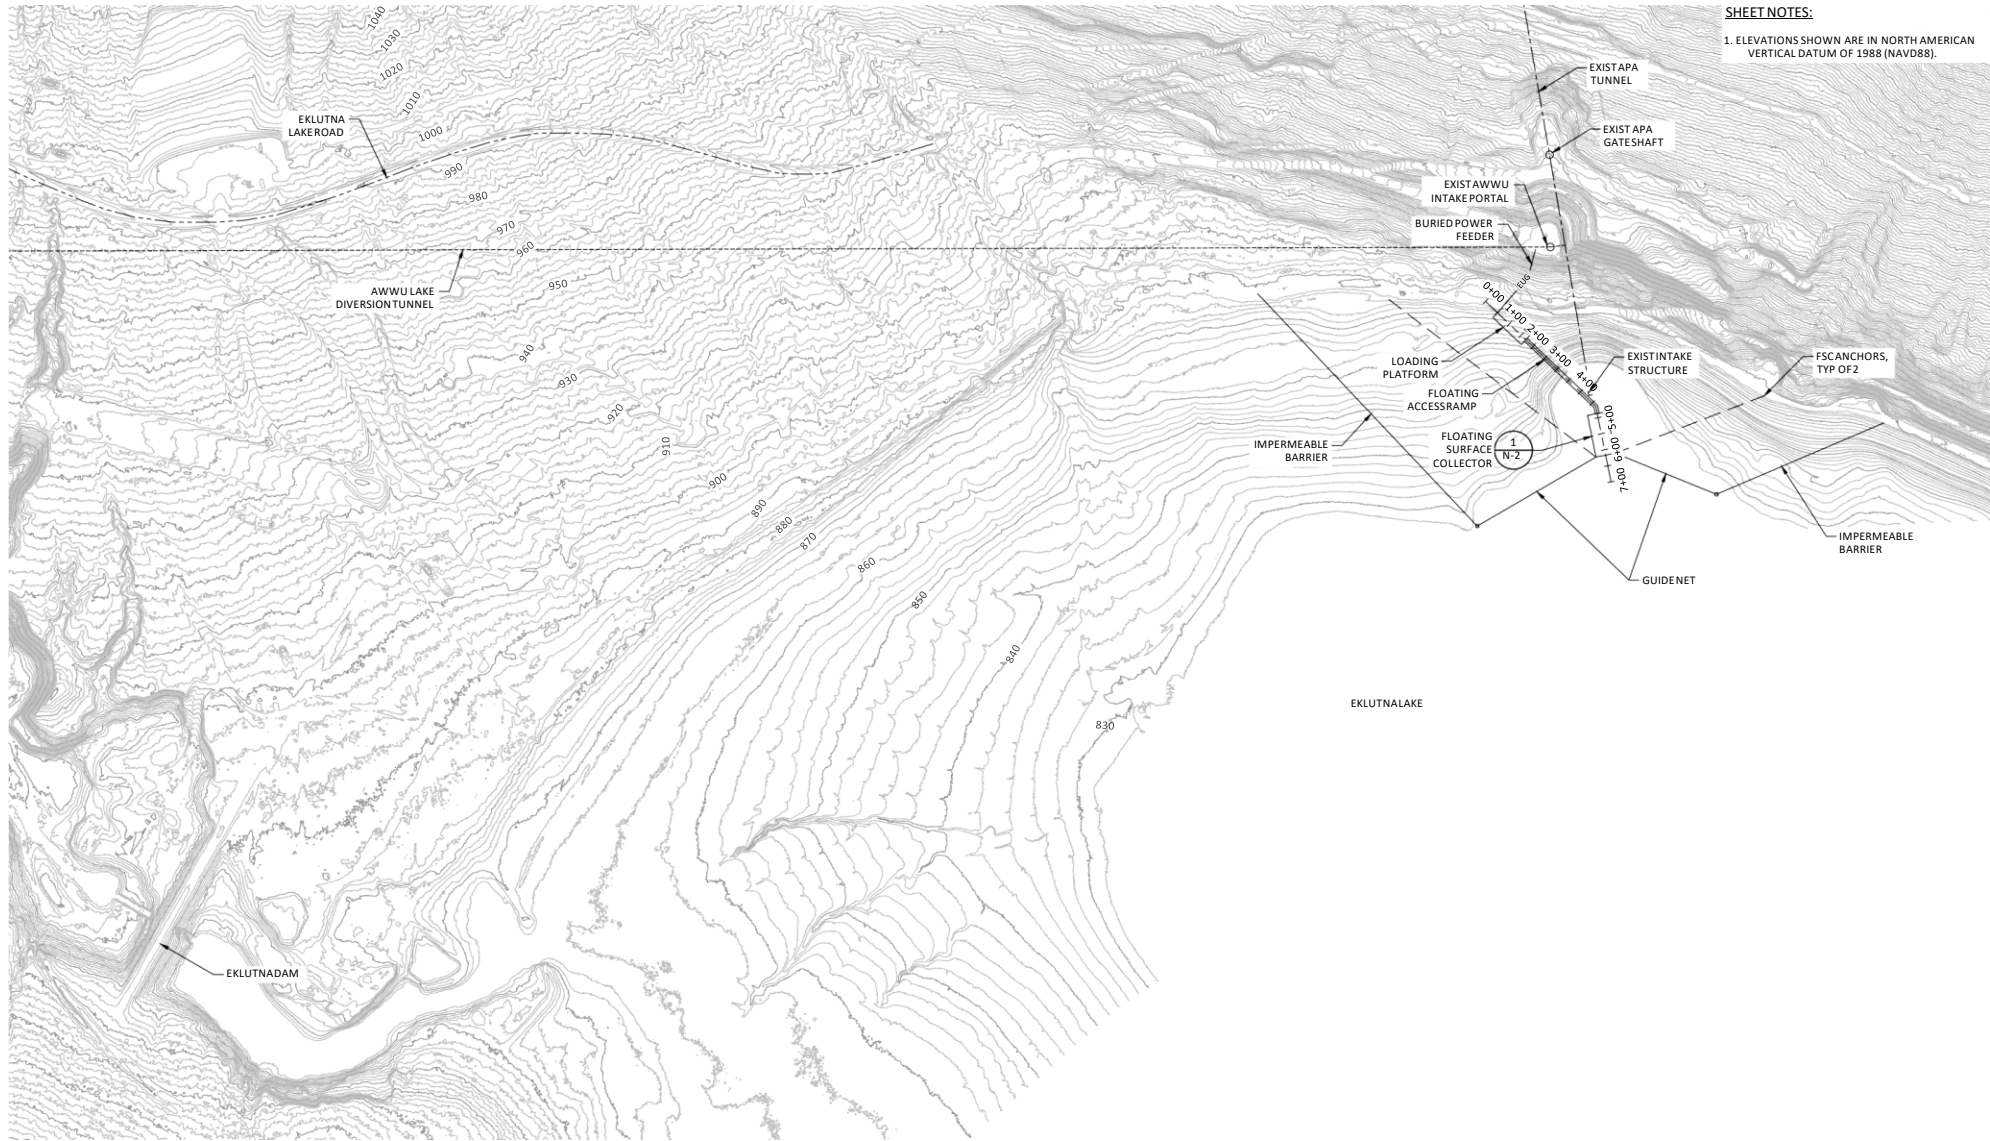 SHEET NOTES:
1. ELEVATIONS SHOWN ARE IN NORTH AMERICAN
VERTICAL DATUM OF 1988 (NAVD88).
1040
1030
1020
1010
1000
990
980
970
960
950
940
930
920
910
900
890
880
870
860
850
840
830
EKLUTNA
LAKE ROAD
AWWU LAKE
DIVERSION TUNNEL
EXIST APA
TUNNEL
EXIST APA
GATE SHAFT
EXIST AWWU
INTAKE PORTAL
BURIED POWER
FEEDER
EUG
0+00
1+00
2+00
3+00
4+00
5+00
6+00
7+00
LOADING
PLATFORM
FLOATING
ACCESS RAMP
EXIST INTAKE
STRUCTURE
FSC ANCHORS,
TYP OF 2
IMPERMEABLE
BARRIER
FLOATING
SURFACE
COLLECTOR
1
N-2
IMPERMEABLE
BARRIER
GUIDE NET
EKLUTNA LAKE
EKLUTNA DAM